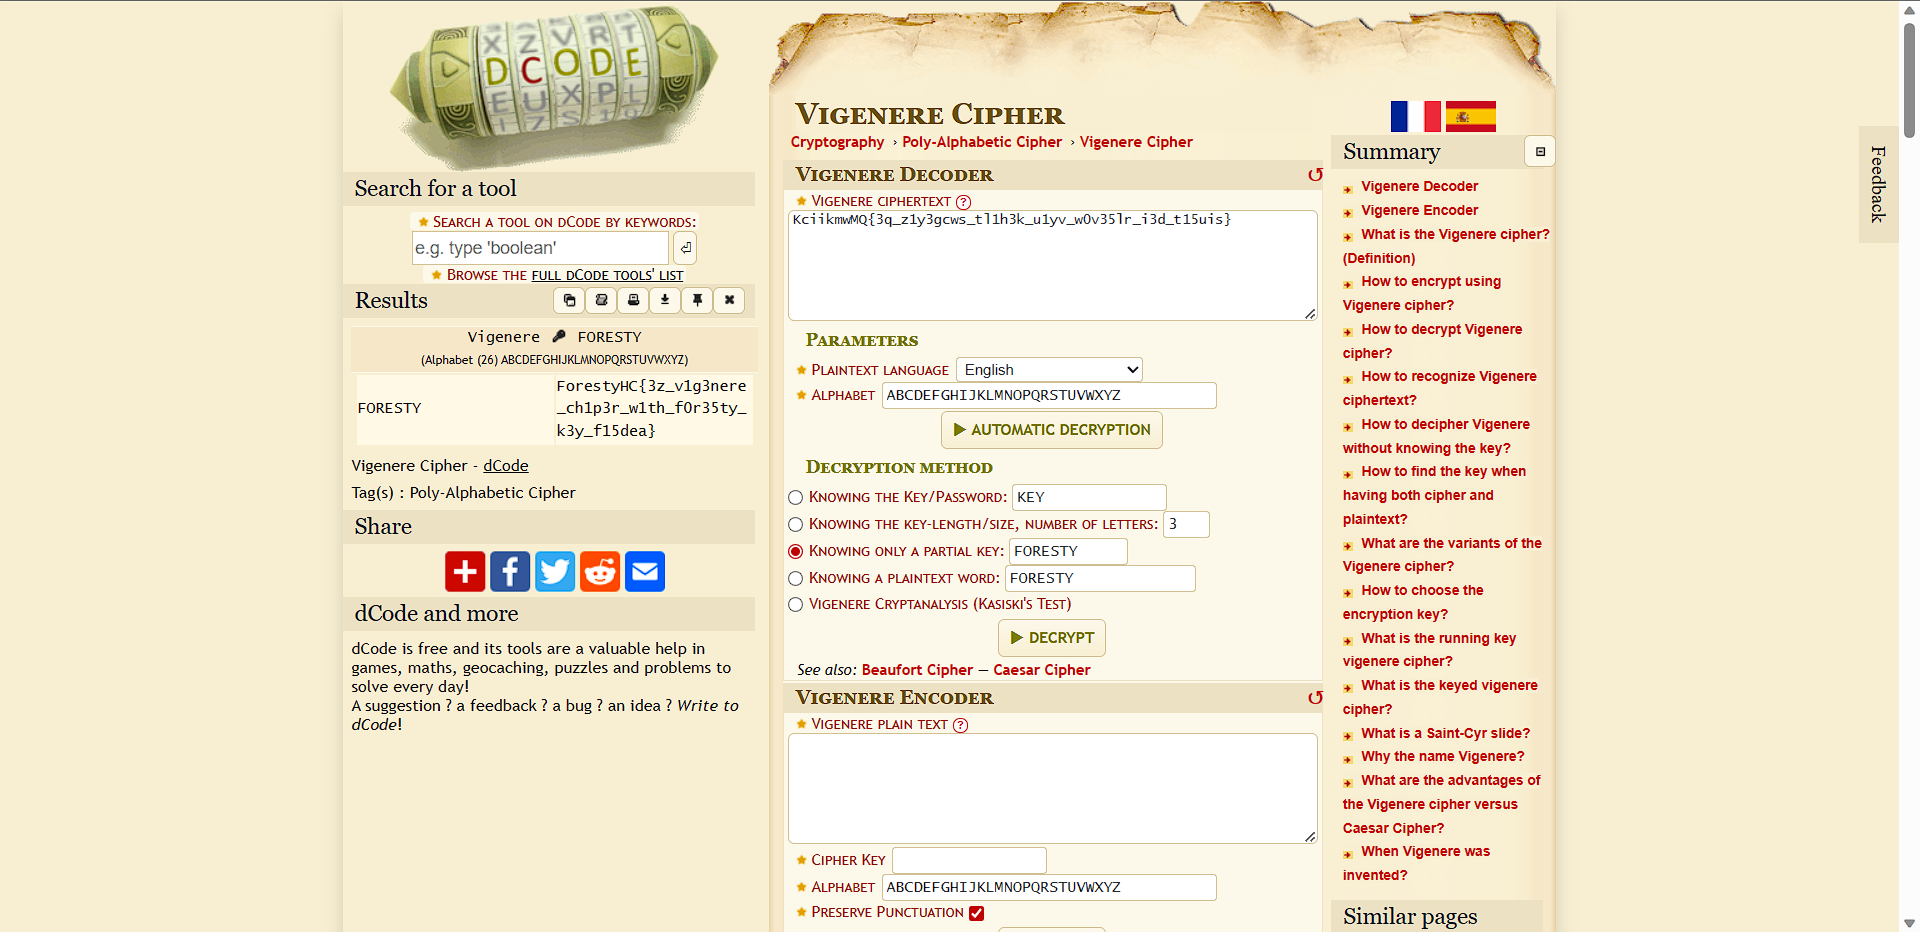 DCODE
Search for a tool
★ Search a tool on dCode by keywords:
e.g. type 'boolean'
★ Browse the full dCode tools' list
Results
Vigenere FORESTY
(Alphabet (26) ABCDEFGHIJKLMNOPQRSTUVWXYZ)
FORESTY
ForestyHC{3z_v1g3nere
_ch1p3r_w1th_f0r35ty_
k3y_f15dea}
Vigenere Cipher - dCode
Tag(s) : Poly-Alphabetic Cipher
Share
dCode and more
dCode is free and its tools are a valuable help in
games, maths, geocaching, puzzles and problems to
solve every day!
A suggestion ? a feedback ? a bug ? an idea ? Write to
dCode!
Vigenere Cipher
Cryptography › Poly-Alphabetic Cipher › Vigenere Cipher
Vigenere Decoder
★ Vigenere ciphertext ?
KciikmwMQ{3q_z1y3gcws_tl1h3k_u1yv_w0v35lr_i3d_t15uis}
Parameters
★ Plaintext language English
★ Alphabet ABCDEFGHIJKLMNOPQRSTUVWXYZ
▶ AUTOMATIC DECRYPTION
Decryption method
Knowing the Key/Password: KEY
Knowing the key-length/size, number of letters: 3
Knowing only a partial key: FORESTY
Knowing a plaintext word: FORESTY
Vigenere Cryptanalysis (Kasiski's Test)
▶ DECRYPT
See also: Beaufort Cipher — Caesar Cipher
Vigenere Encoder
★ Vigenere plain text ?
★ Cipher Key
★ Alphabet ABCDEFGHIJKLMNOPQRSTUVWXYZ
★ Preserve Punctuation
Summary
Vigenere Decoder
Vigenere Encoder
What is the Vigenere cipher?
(Definition)
How to encrypt using
Vigenere cipher?
How to decrypt Vigenere
cipher?
How to recognize Vigenere
ciphertext?
How to decipher Vigenere
without knowing the key?
How to find the key when
having both cipher and
plaintext?
What are the variants of the
Vigenere cipher?
How to choose the
encryption key?
What is the running key
vigenere cipher?
What is the keyed vigenere
cipher?
What is a Saint-Cyr slide?
Why the name Vigenere?
What are the advantages of
the Vigenere cipher versus
Caesar Cipher?
When Vigenere was
invented?
Similar pages
Feedback